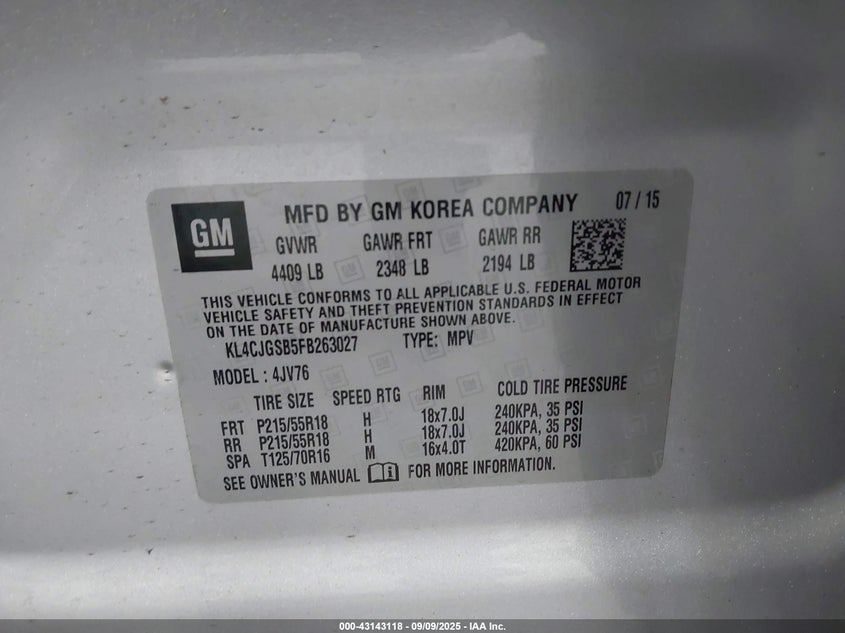 GM MFD BY GM KOREA COMPANY 07 / 15
GVWR GAWR FRT GAWR RR
4409 LB 2348 LB 2194 LB
THIS VEHICLE CONFORMS TO ALL APPLICABLE U.S. FEDERAL MOTOR
VEHICLE SAFETY AND THEFT PREVENTION STANDARDS IN EFFECT
ON THE DATE OF MANUFACTURE SHOWN ABOVE.
KL4CJGSB5FB263027 TYPE: MPV
MODEL : 4JV76
TIRE SIZE SPEED RTG RIM COLD TIRE PRESSURE
FRT P215/55R18 H 18x7.0J 240KPA, 35 PSI
RR P215/55R18 H 18x7.0J 240KPA, 35 PSI
SPA T125/70R16 M 16x4.0T 420KPA, 60 PSI
SEE OWNER'S MANUAL FOR MORE INFORMATION.
000-43143118 - 09/09/2025 - IAA Inc.